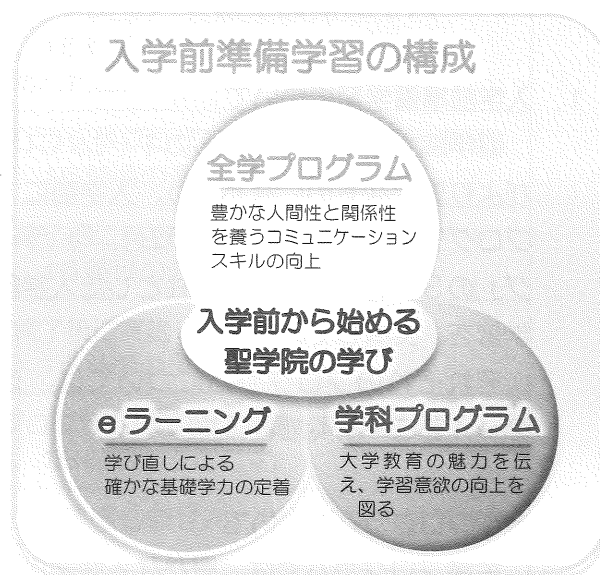 入学前準備学習の構成
全学プログラム
豊かな人間性と関係性
を養うコミュニケーション
スキルの向上
入学前から始める
聖学院の学び
eラーニング
学び直しによる
確かな基礎学力の定着
学科プログラム
大学教育の魅力を伝
え、学習意欲の向上を
図る